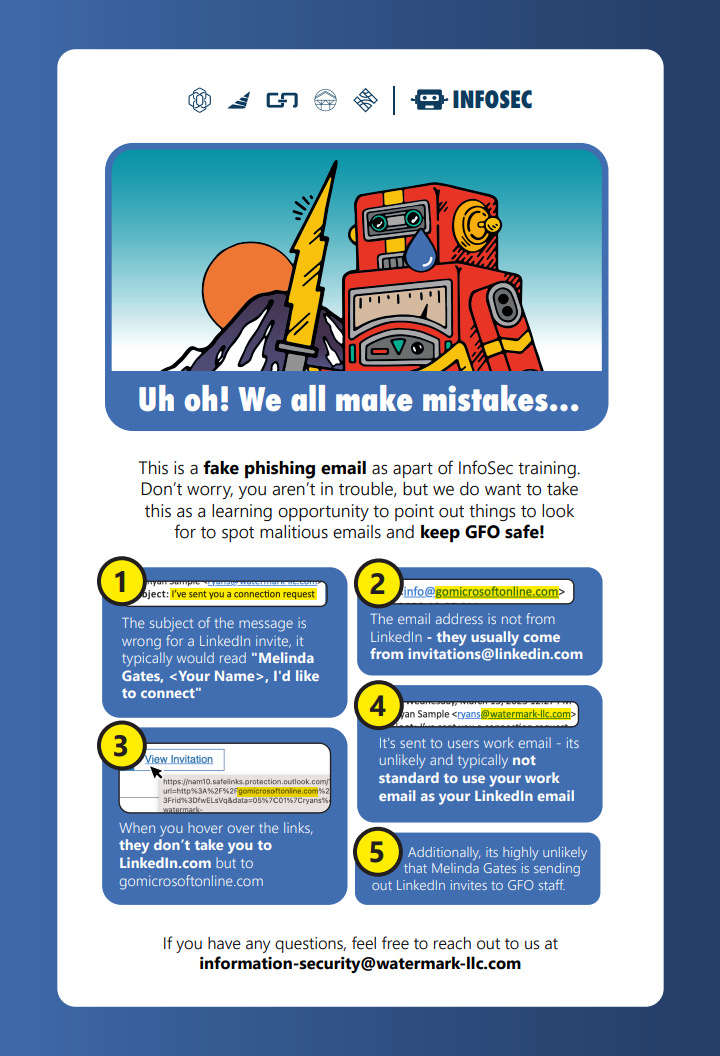 INFOSEC
Uh oh! We all make mistakes...
This is a fake phishing email as apart of InfoSec training.
Don't worry, you aren't in trouble, but we do want to take
this as a learning opportunity to point out things to look
for to spot malitious emails and keep GFO safe!
1
yan Sample <ryans@watermark-llc.com>
bject: I've sent you a connection request
The subject of the message is
wrong for a LinkedIn invite, it
typically would read "Melinda
Gates, <Your Name>, I'd like
to connect"
2
<info@gomicrosoftonline.com>
The email address is not from
LinkedIn - they usually come
from invitations@linkedin.com
3
View Invitation
https://nam10.safelinks.protection.outlook.com/
url=http%3A%2F%2Fgomicrosoftonline.com%2
3Frid%3DfwELsVq&data=05%7C01%7Cryans%
watermark-
When you hover over the links,
they don't take you to
LinkedIn.com but to
gomicrosoftonline.com
4
yan Sample <ryans@watermark-llc.com>
It's sent to users work email - its
unlikely and typically not
standard to use your work
email as your LinkedIn email
5
Additionally, its highly unlikely
that Melinda Gates is sending
out LinkedIn invites to GFO staff.
If you have any questions, feel free to reach out to us at
information-security@watermark-llc.com